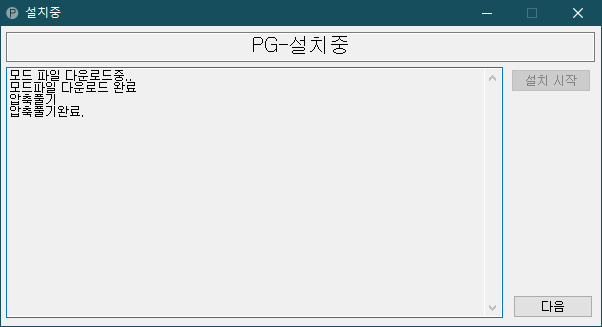 설치중
PG-설치중
모드 파일 다운로드중..
모드파일 다운로드 완료
압축풀기
압축풀기완료.
설치 시작
다음